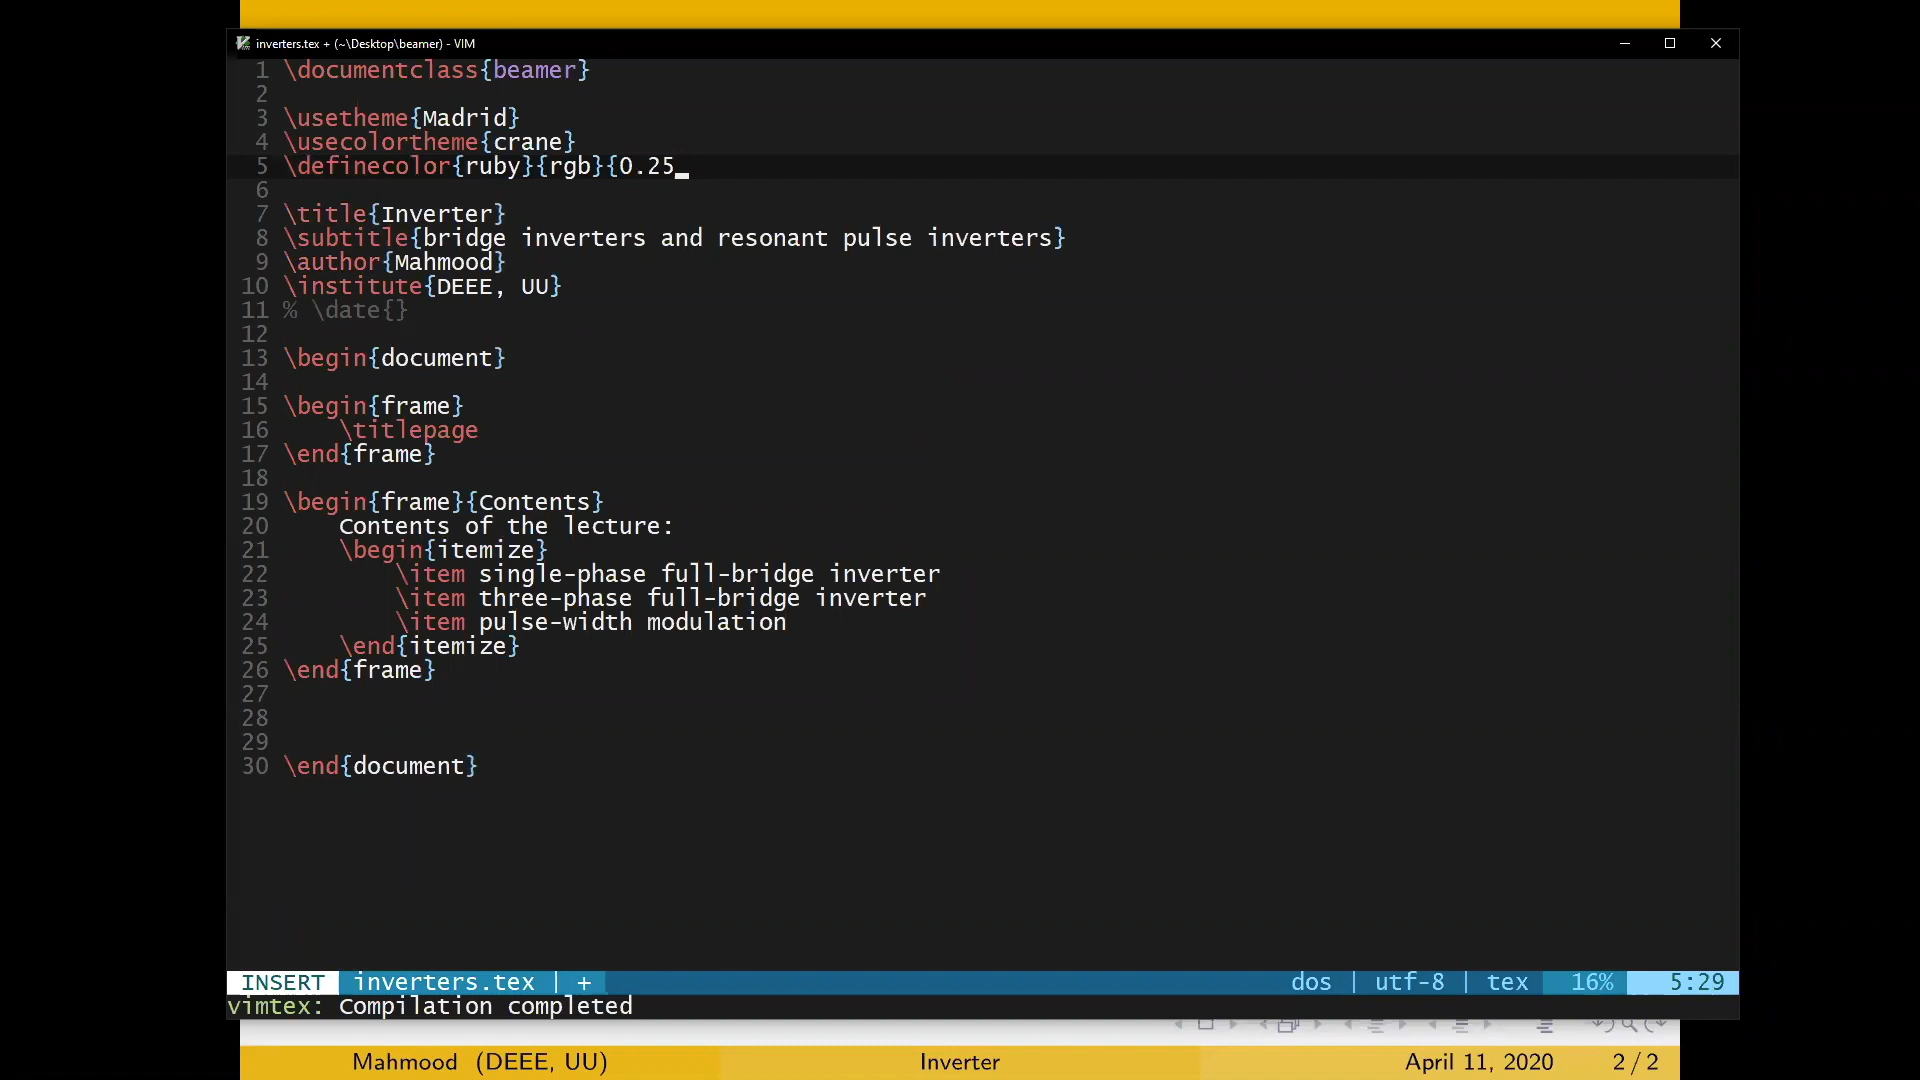 inverters.tex + (~\Desktop\beamer) - VIM
1 \documentclass{beamer}
2
3 \usetheme{Madrid}
4 \usecolortheme{crane}
5 \definecolor{ruby}{rgb}{0.25
6
7 \title{Inverter}
8 \subtitle{bridge inverters and resonant pulse inverters}
9 \author{Mahmood}
10 \institute{DEEE, UU}
11 % \date{}
12
13 \begin{document}
14
15 \begin{frame}
16 \titlepage
17 \end{frame}
18
19 \begin{frame}{Contents}
20 Contents of the lecture:
21 \begin{itemize}
22 \item single-phase full-bridge inverter
23 \item three-phase full-bridge inverter
24 \item pulse-width modulation
25 \end{itemize}
26 \end{frame}
27
28
29
30 \end{document}
INSERT inverters.tex | + dos | utf-8 | tex 16% 5:29
vimtex: Compilation completed
Mahmood (DEEE, UU) Inverter April 11, 2020 2 / 2